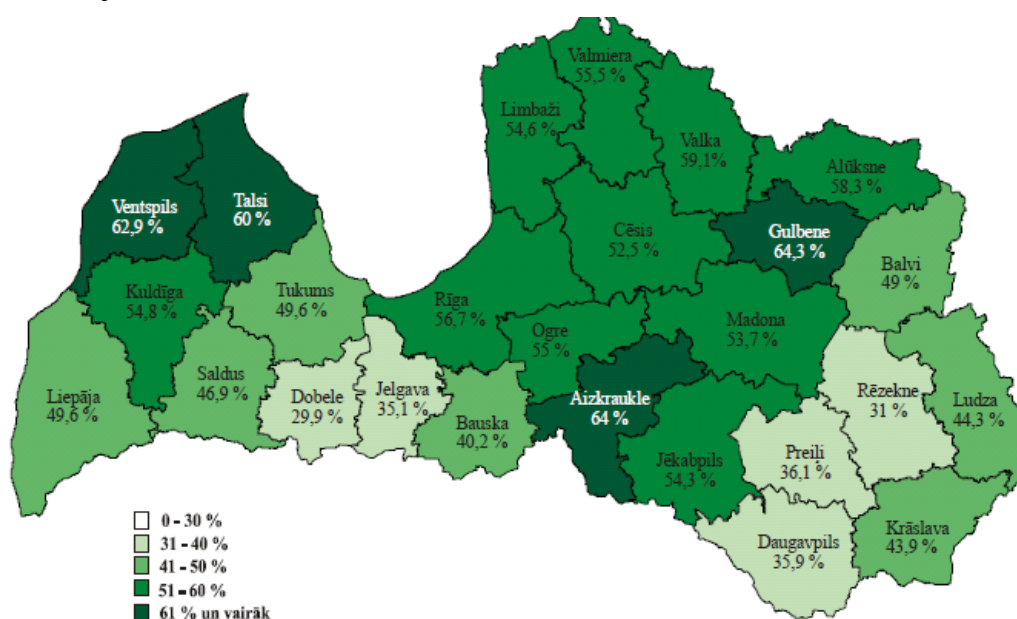 Valmiera
55,5 %
Limbaži
54,6 %
Valka
59,1%
Alūksne
58,3 %
Ventspils
62,9 %
Talsi
60 %
Cēsis
52,5 %
Gulbene
64,3 %
Balvi
49 %
Kuldīga
54,8 %
Tukums
49,6 %
Rīga
56,7 %
Ogre
55 %
Madona
53,7 %
Liepāja
49,6 %
Saldus
46,9 %
Dobele
29,9 %
Jelgava
35,1 %
Bauska
40,2 %
Aizkraukle
64 %
Rēzekne
31 %
Ludza
44,3 %
Jēkabpils
54,3 %
Preiļi
36,1 %
Daugavpils
35,9 %
Krāslava
43,9 %
0 – 30 %
31 – 40 %
41 – 50 %
51 – 60 %
61 % un vairāk